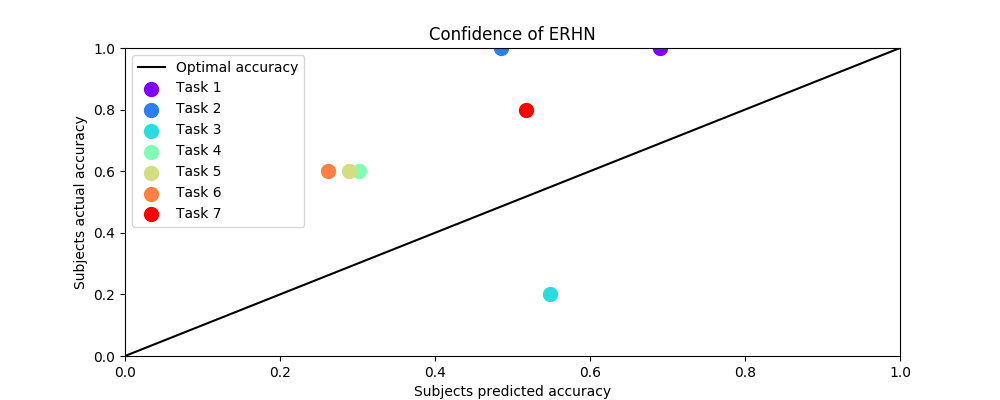 Confidence of ERHN
Optimal accuracy
Task 1
Task 2
Task 3
Task 4
Task 5
Task 6
Task 7
Subjects actual accuracy
1.0
0.8
0.6
0.4
0.2
0.0
0.0 0.2 0.4 0.6 0.8 1.0
Subjects predicted accuracy